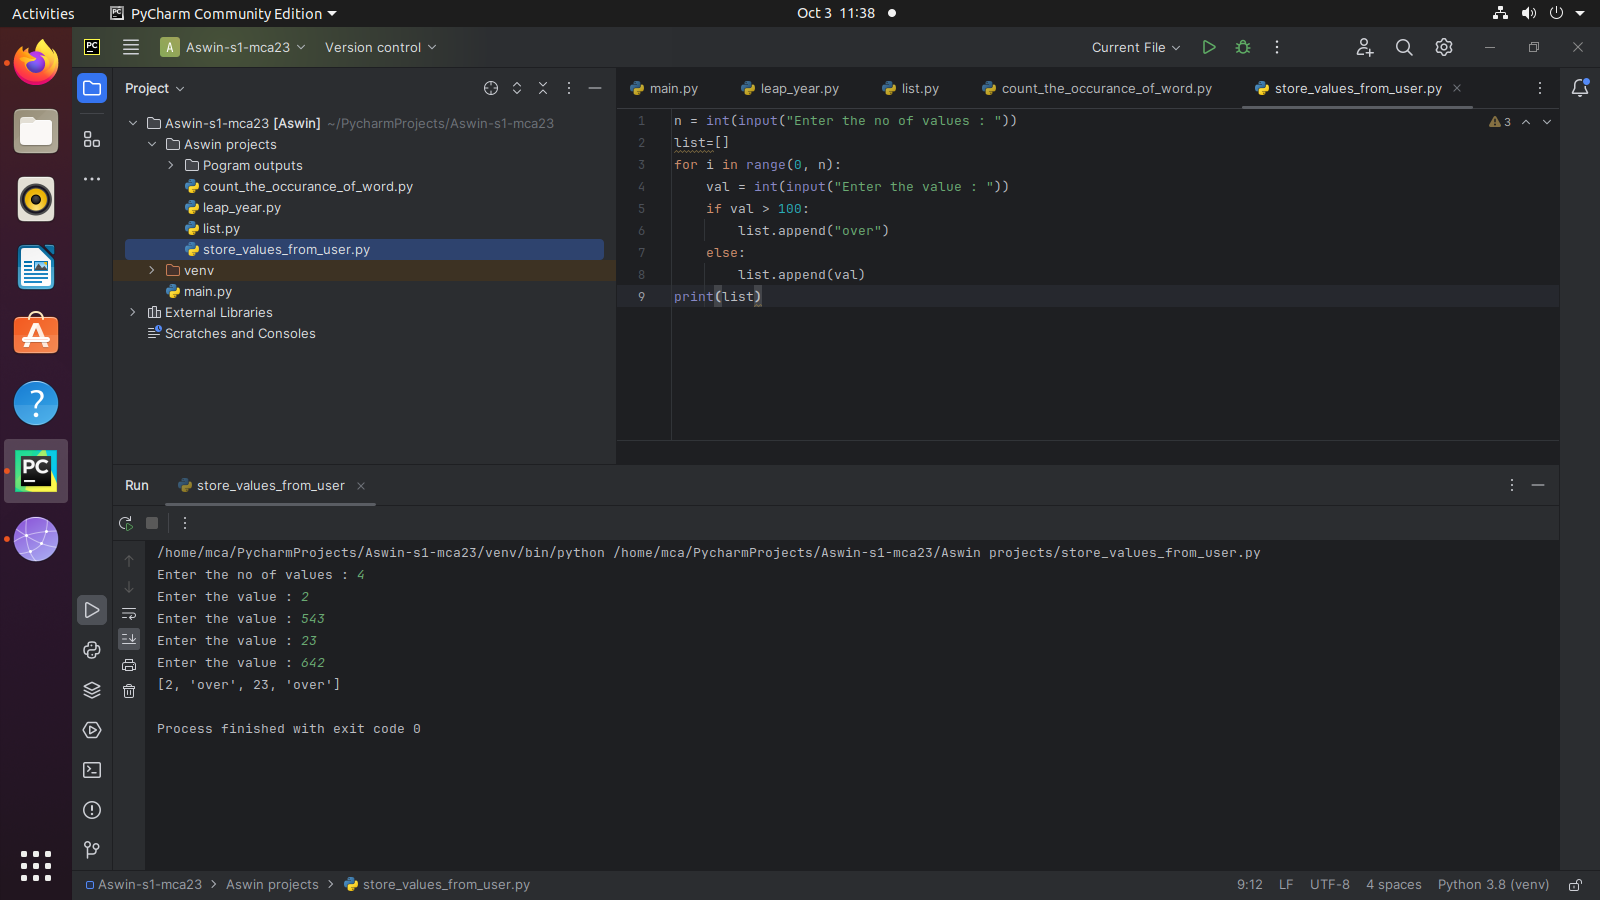 Activities PyCharm Community Edition Oct 3 11:38
PC A Aswin-s1-mca23 Version control Current File
Project
main.py leap_year.py list.py count_the_occurance_of_word.py store_values_from_user.py
Aswin-s1-mca23 [Aswin] ~/PycharmProjects/Aswin-s1-mca23
Aswin projects
Pogram outputs
count_the_occurance_of_word.py
leap_year.py
list.py
store_values_from_user.py
venv
main.py
External Libraries
Scratches and Consoles
1 n = int(input("Enter the no of values : "))
3
2 list=[]
3 for i in range(0, n):
4 val = int(input("Enter the value : "))
5 if val > 100:
6 list.append("over")
7 else:
8 list.append(val)
9 print(list)
PC
Run store_values_from_user
/home/mca/PycharmProjects/Aswin-s1-mca23/venv/bin/python /home/mca/PycharmProjects/Aswin-s1-mca23/Aswin projects/store_values_from_user.py
Enter the no of values : 4
Enter the value : 2
Enter the value : 543
Enter the value : 23
Enter the value : 642
[2, 'over', 23, 'over']
Process finished with exit code 0
Aswin-s1-mca23 > Aswin projects > store_values_from_user.py
9:12 LF UTF-8 4 spaces Python 3.8 (venv)